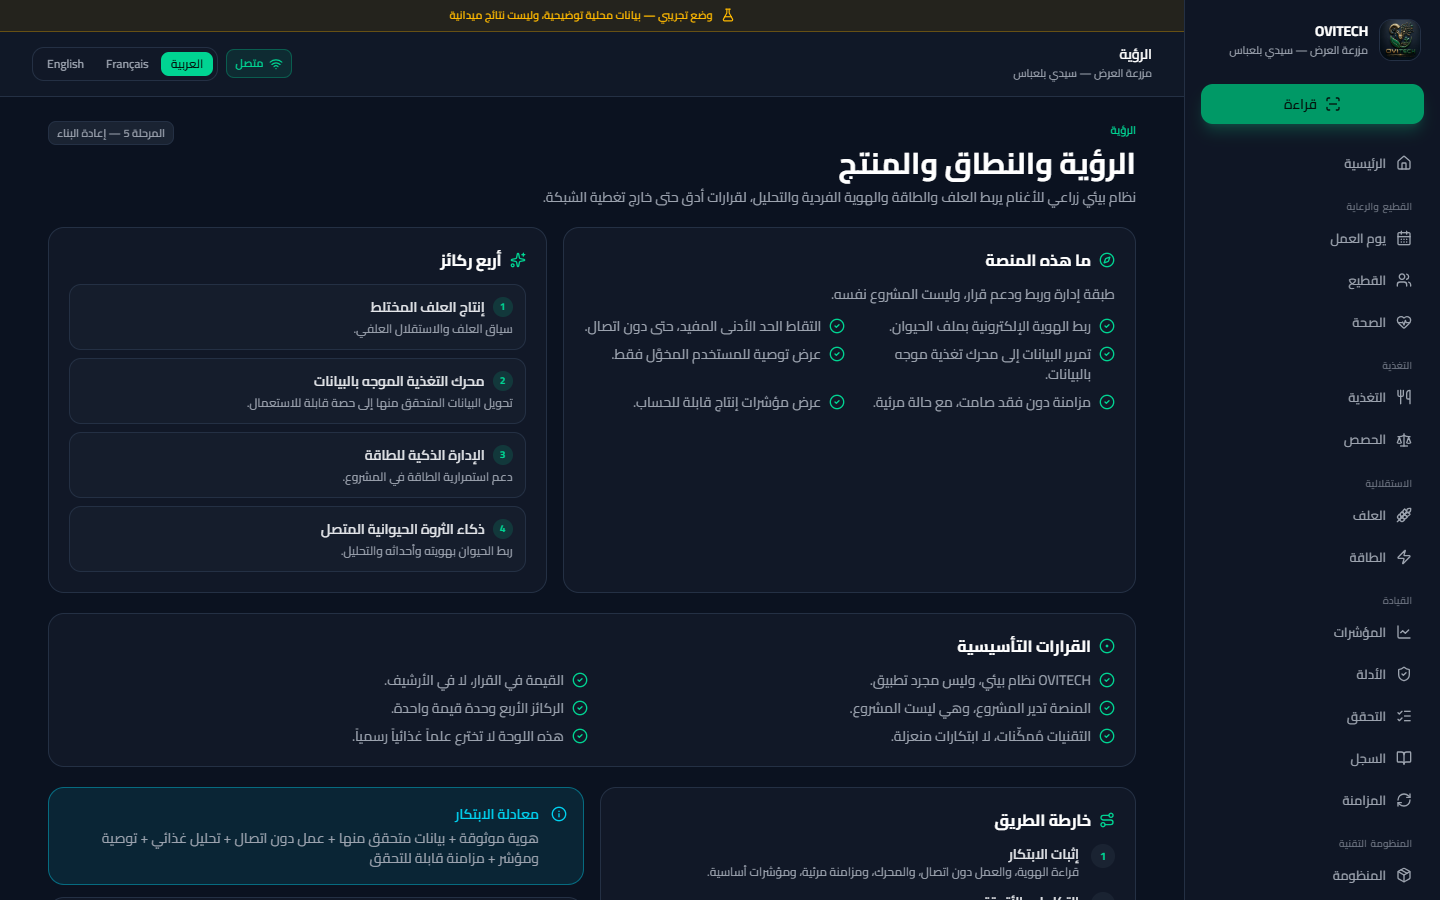 وضع تجريبي — بيانات محلية توضيحية، وليست نتائج ميدانية
OVITECH
مزرعة العرض — سيدي بلعباس
قراءة
الرئيسية
القطيع والرعاية
يوم العمل
القطيع
الصحة
التغذية
التغذية
الحصص
الاستقلالية
العلف
الطاقة
القيادة
المؤشرات
الأدلة
التحقق
السجل
المزامنة
المنظومة التقنية
المنظومة
الرؤية
مزرعة العرض — سيدي بلعباس
متصل
العربية
Français
English
الرؤية
المرحلة 5 — إعادة البناء
الرؤية والنطاق والمنتج
نظام بيئي زراعي للأغنام يربط العلف والطاقة والهوية الفردية والتحليل، لقرارات أدق حتى خارج تغطية الشبكة.
ما هذه المنصة
طبقة إدارة وربط ودعم قرار، وليست المشروع نفسه.
ربط الهوية الإلكترونية بملف الحيوان.
التقاط الحد الأدنى المفيد، حتى دون اتصال.
تمرير البيانات إلى محرك تغذية موجه
بالبيانات.
عرض توصية للمستخدم المخوَّل فقط.
مزامنة دون فقد صامت، مع حالة مرئية.
عرض مؤشرات إنتاج قابلة للحساب.
أربع ركائز
1
إنتاج العلف المختلط
سياق العلف والاستقلال العلفي.
2
محرك التغذية الموجه بالبيانات
تحويل البيانات المتحقق منها إلى حصة قابلة للاستعمال.
3
الإدارة الذكية للطاقة
دعم استمرارية الطاقة في المشروع.
4
ذكاء الثروة الحيوانية المتصل
ربط الحيوان بهويته وأحداثه والتحليل.
القرارات التأسيسية
OVITECH نظام بيئي، وليس مجرد تطبيق.
القيمة في القرار، لا في الأرشيف.
المنصة تدير المشروع، وهي ليست المشروع.
الركائز الأربع وحدة قيمة واحدة.
التقنيات مُمكّنات، لا ابتكارات منعزلة.
هذه اللوحة لا تخترع علماً غذائياً رسمياً.
خارطة الطريق
1
إثبات الابتكار
قراءة الهوية، والعمل دون اتصال، والمحرك، ومزامنة مرئية، ومؤشرات أساسية.
معادلة الابتكار
هوية موثوقة + بيانات متحقق منها + عمل دون اتصال + تحليل غذائي + توصية
ومؤشر + مزامنة قابلة للتحقق